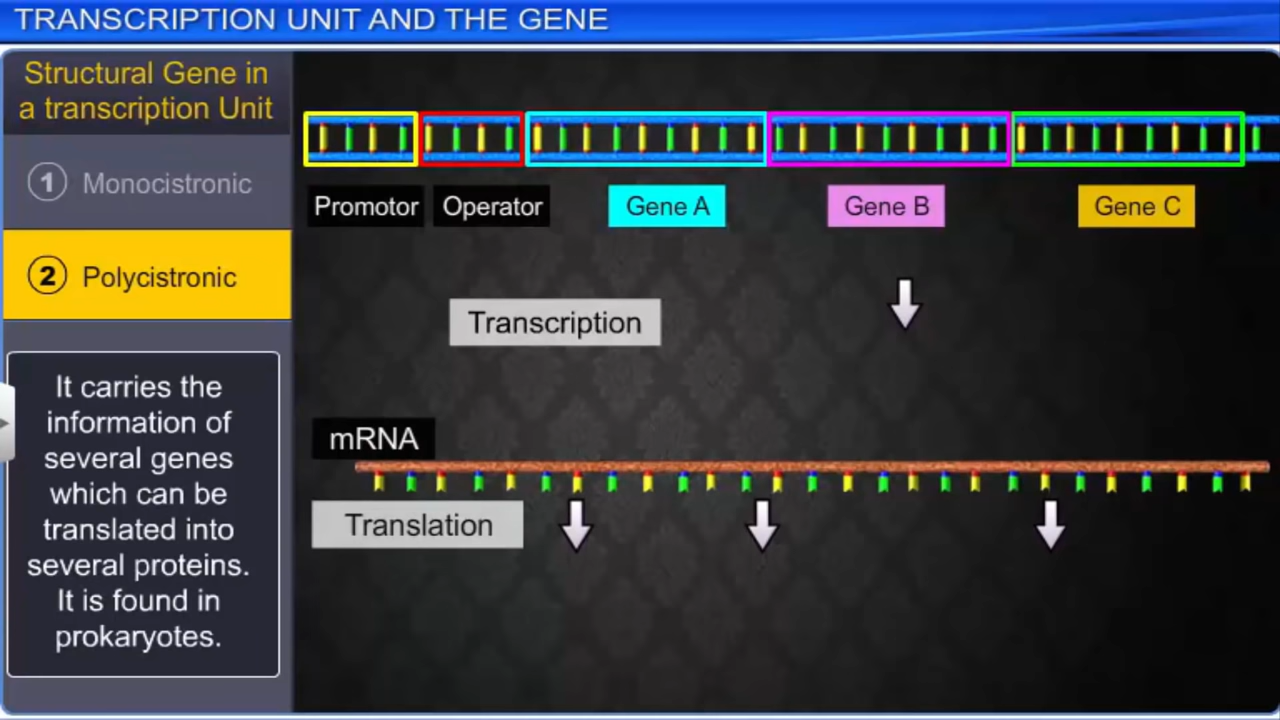 TRANSCRIPTION UNIT AND THE GENE
Structural Gene in
a transcription Unit
1 Monocistronic
2 Polycistronic
It carries the
information of
several genes
which can be
translated into
several proteins.
It is found in
prokaryotes.
Promotor Operator Gene A Gene B Gene C
Transcription
mRNA
Translation